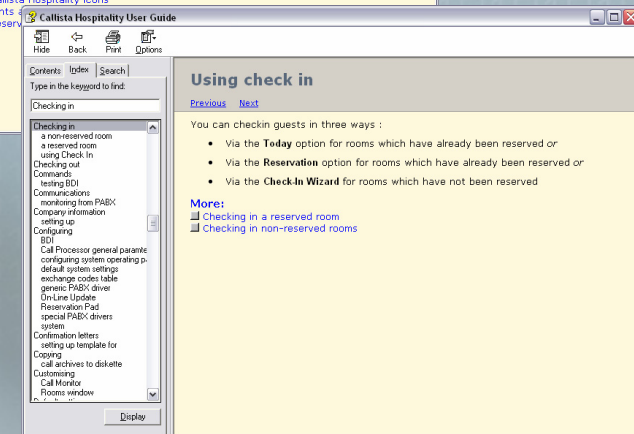 Callista Hospitality Icons
Callista Hospitality User Guide
Hide Back Print Options
Contents Index Search
Type in the keyword to find:
Checking in
Checking in
a non-reserved room
a reserved room
using Check In
Checking out
Commands
testing BDI
Communications
monitoring from PABX
Company information
setting up
Configuring
BDI
Call Processor general paramete
configuring system operating pa
default system settings
exchange codes table
generic PABX driver
On-Line Update
Reservation Pad
special PABX drivers
system
Confirmation letters
setting up template for
Copying
call archives to diskette
Customising
Call Monitor
Rooms window
Display
Using check in
Previous Next
You can checkin guests in three ways :
• Via the Today option for rooms which have already been reserved or
• Via the Reservation option for rooms which have already been reserved or
• Via the Check-In Wizard for rooms which have not been reserved
More:
Checking in a reserved room
Checking in non-reserved rooms